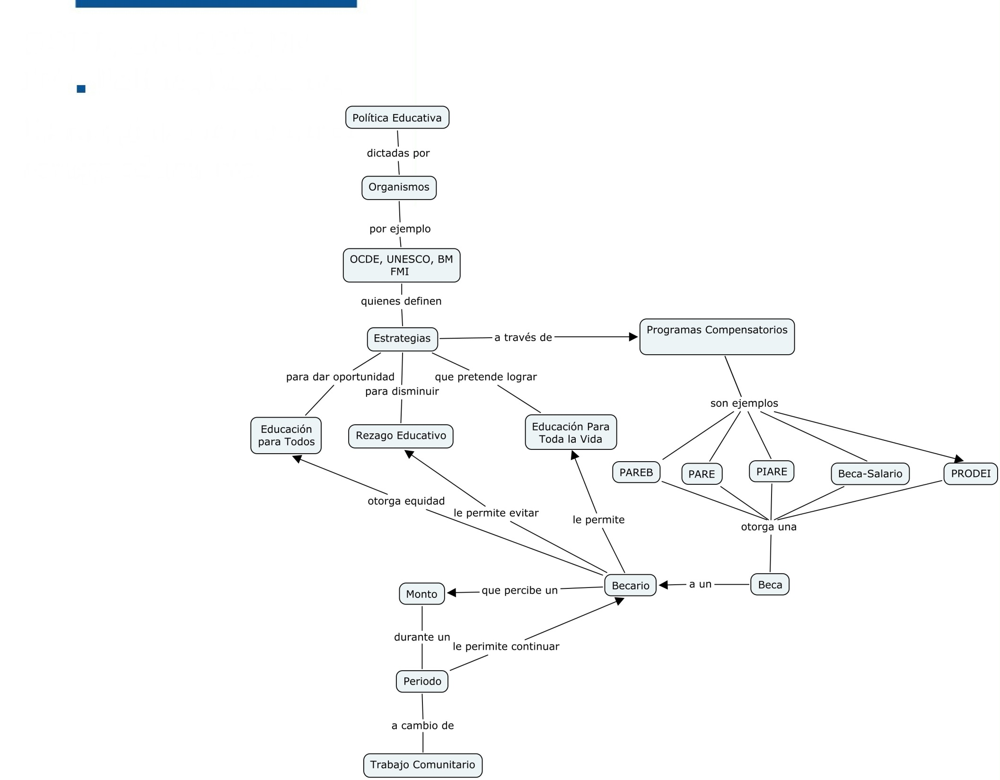 Política Educativa
dictadas por
Organismos
por ejemplo
OCDE, UNESCO, BM
FMI
quienes definen
Estrategias
a través de
Programas Compensatorios
para dar oportunidad
para disminuir
que pretende lograr
son ejemplos
Educación
para Todos
Rezago Educativo
Educación Para
Toda la Vida
PAREB
PARE
PIARE
Beca-Salario
PRODEI
otorga equidad
le permite evitar
le permite
otorga una
Monto
que percibe un
Becario
a un
Beca
durante un
le perimite continuar
Periodo
a cambio de
Trabajo Comunitario